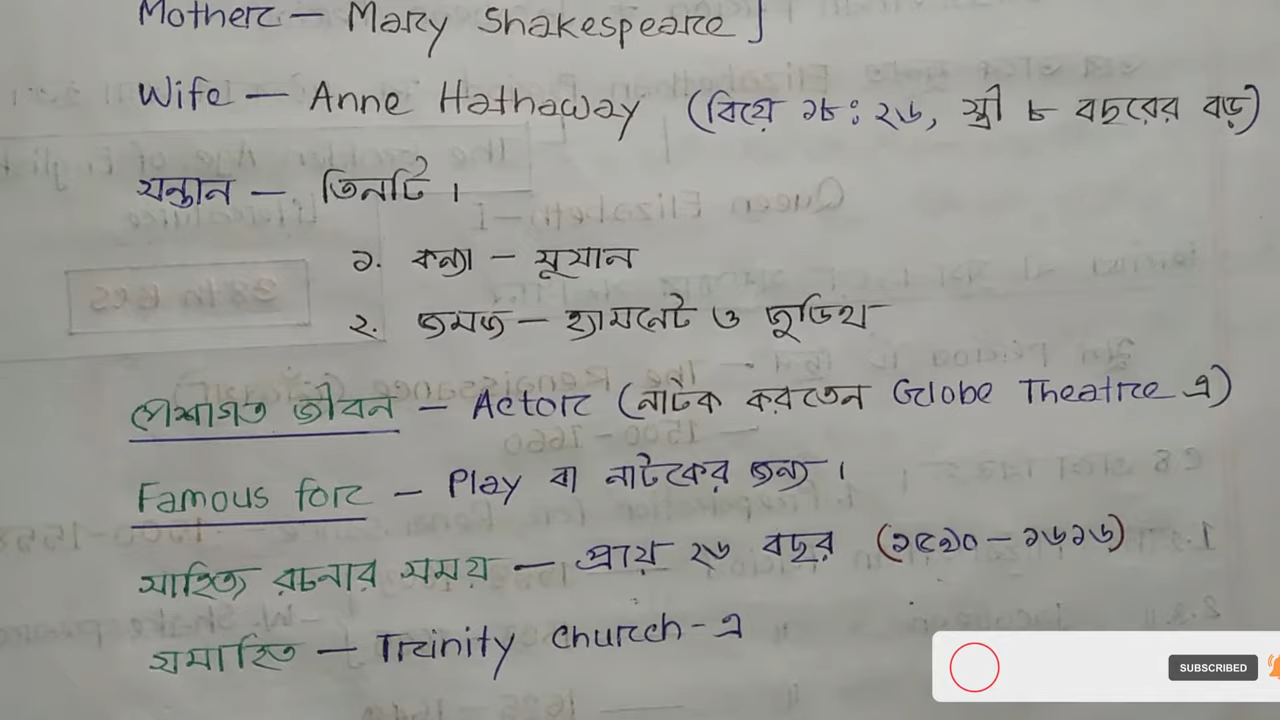 Mother - Mary Shakespeare ]
Wife - Anne Hathaway (বিয়ে ১৮ : ২৬, স্ত্রী ৮ বছরের বড়)
সন্তান - তিনটি।
১. কন্যা - সুসান
২. জমজ - হ্যামনেট ও জুডিথ
পেশাগত জীবন - Actor (নাটক করতেন Globe Theatre এ)
Famous for - Play বা নাটকের জন্য।
সাহিত্য রচনার সময় - প্রায় ২৬ বছর (১৫৯০ - ১৬১৬)
সমাহিত - Trinity Church-এ
SUBSCRIBED